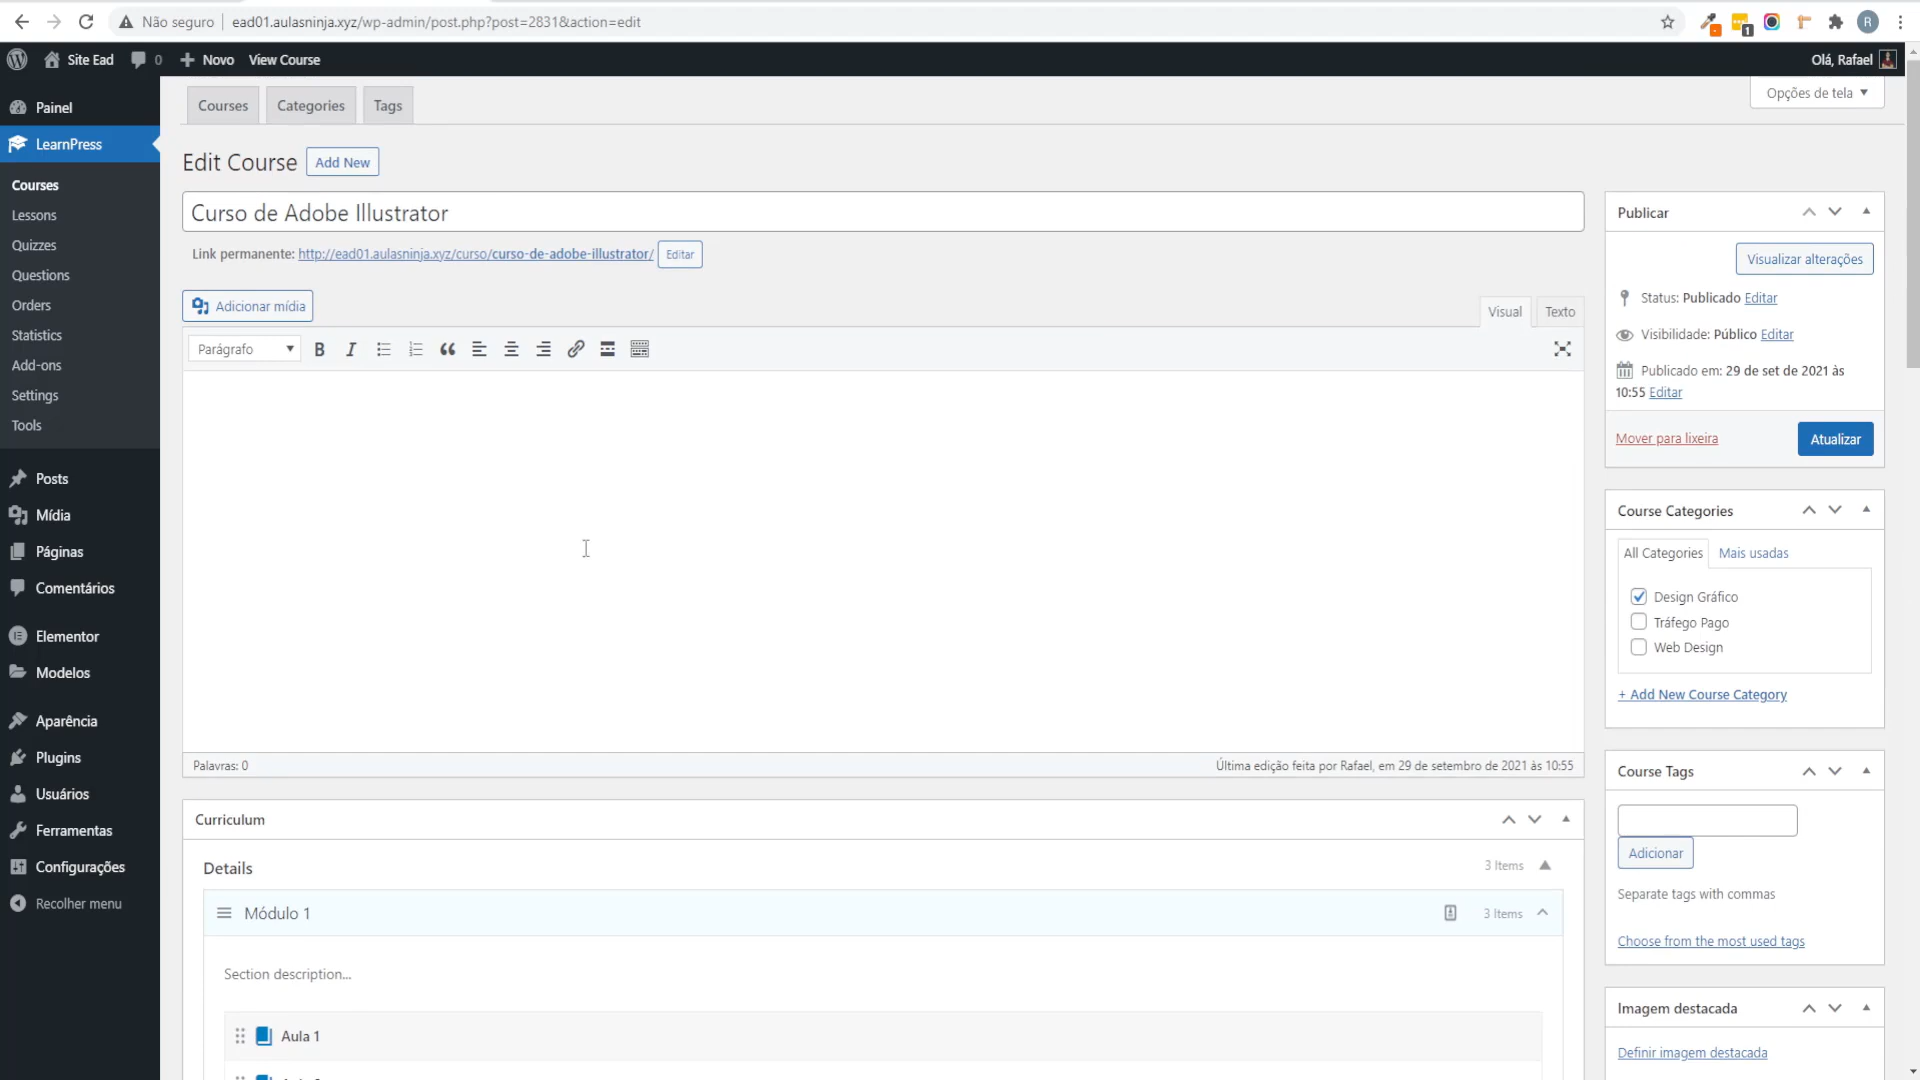 Não seguro
ead01.aulasninja.xyz/wp-admin/post.php?post=2831&action=edit
1
R
Site Ead
0
Novo
View Course
Olá, Rafael
Painel
LearnPress
Courses
Lessons
Quizzes
Questions
Orders
Statistics
Add-ons
Settings
Tools
Posts
Mídia
Páginas
Comentários
Elementor
Modelos
Aparência
Plugins
Usuários
Ferramentas
Configurações
Recolher menu
Courses
Categories
Tags
Opções de tela
Edit Course
Add New
Curso de Adobe Illustrator
Link permanente: http://ead01.aulasninja.xyz/curso/curso-de-adobe-illustrator/
Editar
Adicionar mídia
Visual
Texto
Parágrafo
B
I
Palavras: 0
Última edição feita por Rafael, em 29 de setembro de 2021 às 10:55
Curriculum
Details
3 Items
Módulo 1
3 Items
Section description...
Aula 1
Publicar
Visualizar alterações
Status: Publicado Editar
Visibilidade: Público Editar
Publicado em: 29 de set de 2021 às
10:55 Editar
Mover para lixeira
Atualizar
Course Categories
All Categories
Mais usadas
Design Gráfico
Tráfego Pago
Web Design
+ Add New Course Category
Course Tags
Adicionar
Separate tags with commas
Choose from the most used tags
Imagem destacada
Definir imagem destacada